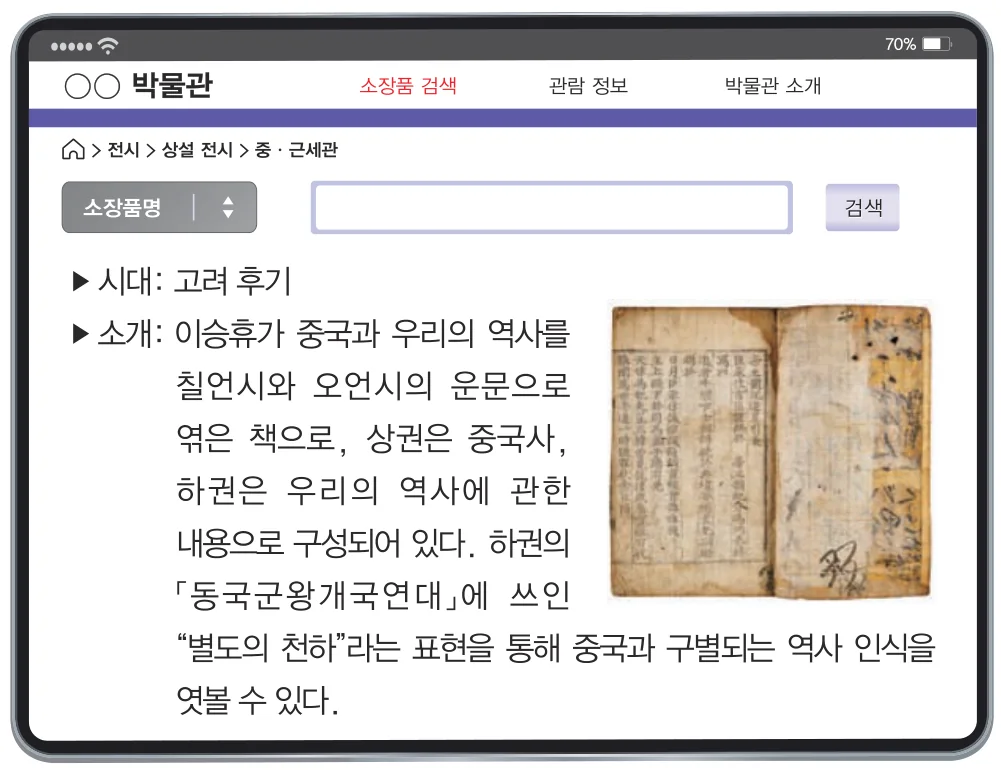 70%
○○ 박물관 소장품 검색 관람 정보 박물관 소개
> 전시 > 상설 전시 > 중 · 근세관
소장품명 검색
▶ 시대: 고려 후기
▶ 소개: 이승휴가 중국과 우리의 역사를
칠언시와 오언시의 운문으로
엮은 책으로, 상권은 중국사,
하권은 우리의 역사에 관한
내용으로 구성되어 있다. 하권의
「동국군왕개국연대」에 쓰인
“별도의 천하”라는 표현을 통해 중국과 구별되는 역사 인식을
엿볼 수 있다.